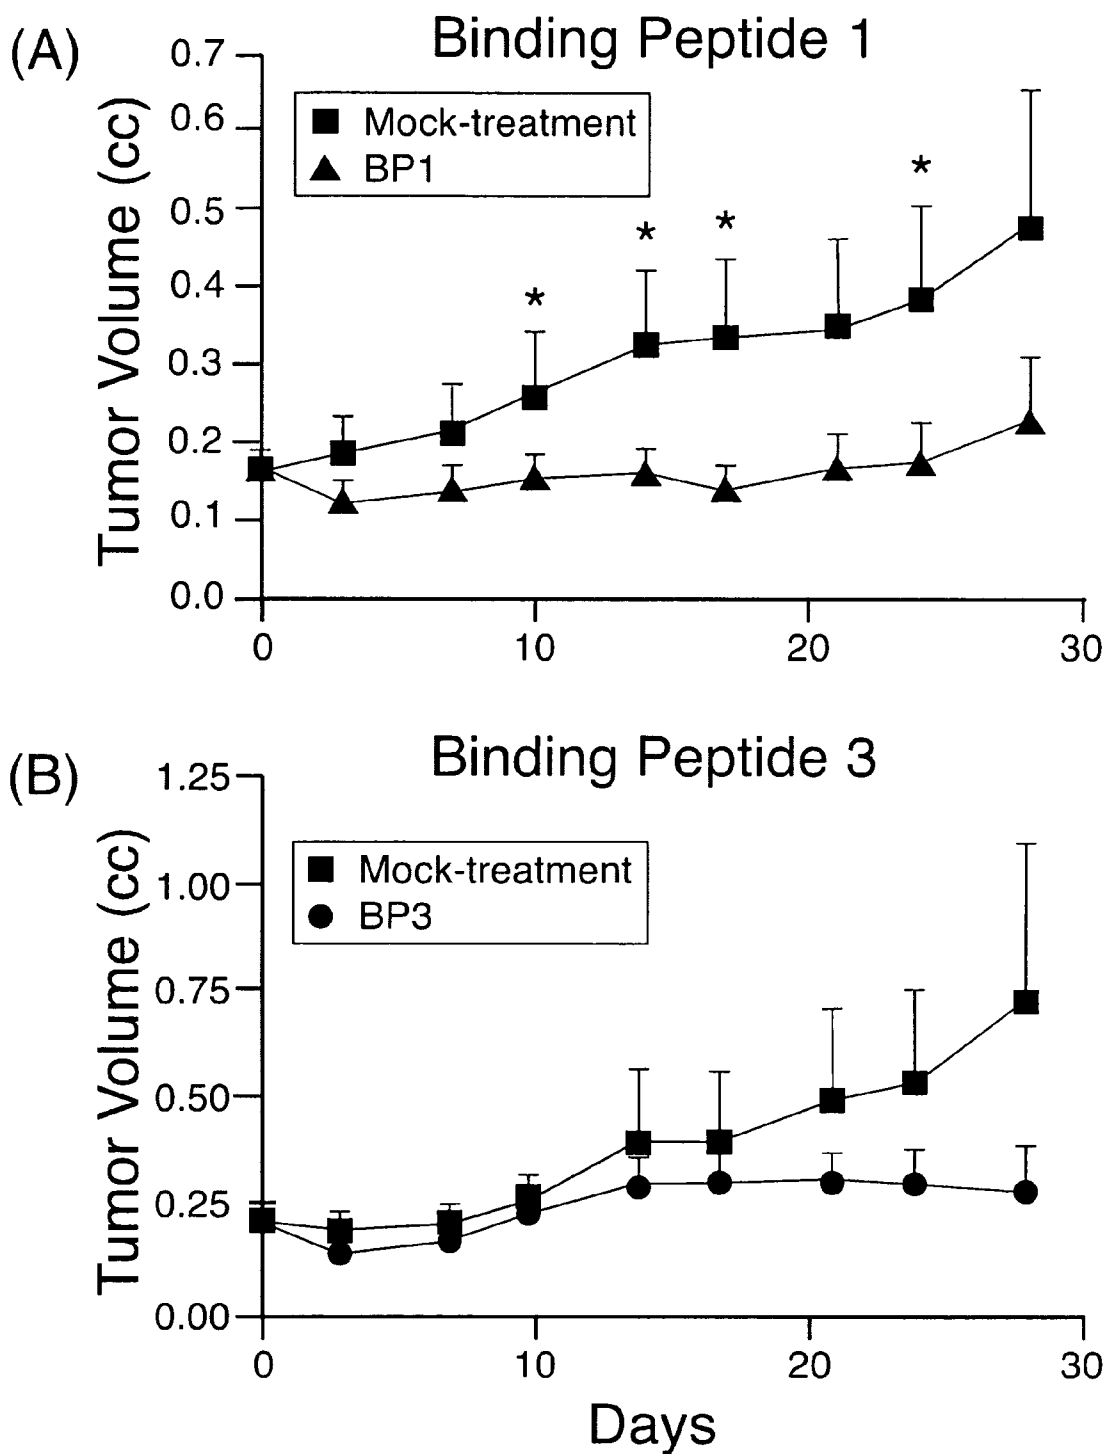 (A)
Binding Peptide 1
Tumor Volume (cc)
0.7
0.6
0.5
0.4
0.3
0.2
0.1
0.0
Mock-treatment
BP1
*
*
*
*
0
10
20
30
(B)
Binding Peptide 3
Tumor Volume (cc)
1.25
1.00
0.75
0.50
0.25
0.00
Mock-treatment
BP3
0
10
20
30
Days